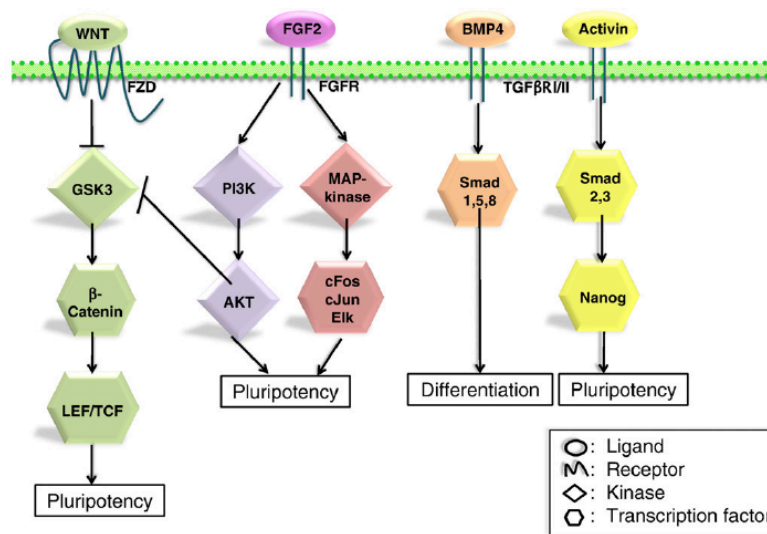 WNT
FGF2
BMP4
Activin
FZD
FGFR
TGFβRI/II
GSK3
PI3K
MAP-
kinase
Smad
1,5,8
Smad
2,3
β-
Catenin
AKT
cFos
cJun
Elk
Nanog
Pluripotency
Differentiation
Pluripotency
LEF/TCF
Pluripotency
: Ligand
: Receptor
: Kinase
: Transcription factor